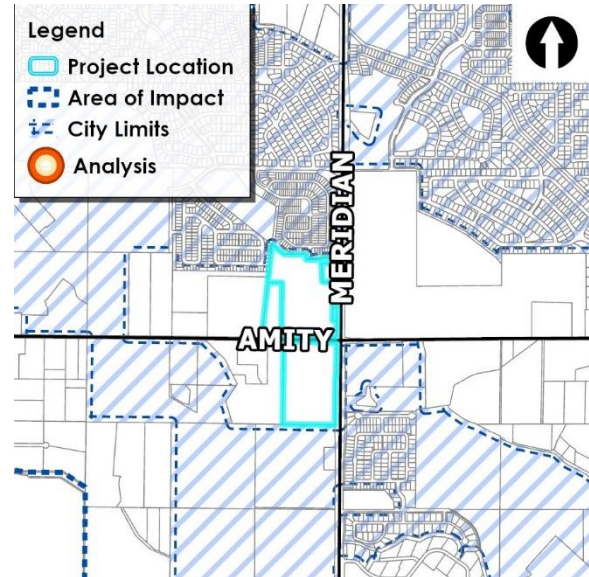 Legend
Project Location
Area of Impact
City Limits
Analysis
MERIDIAN
AMITY